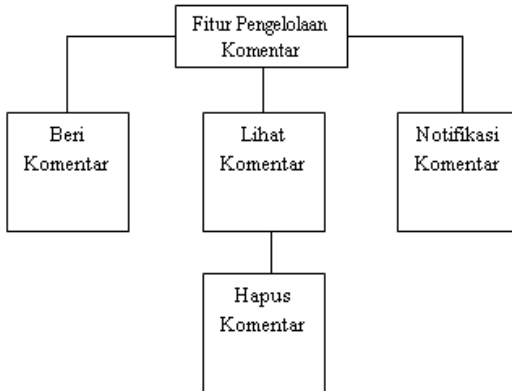 Fitur Pengelolaan
Komentar
Beri
Komentar
Lihat
Komentar
Notifikasi
Komentar
Hapus
Komentar